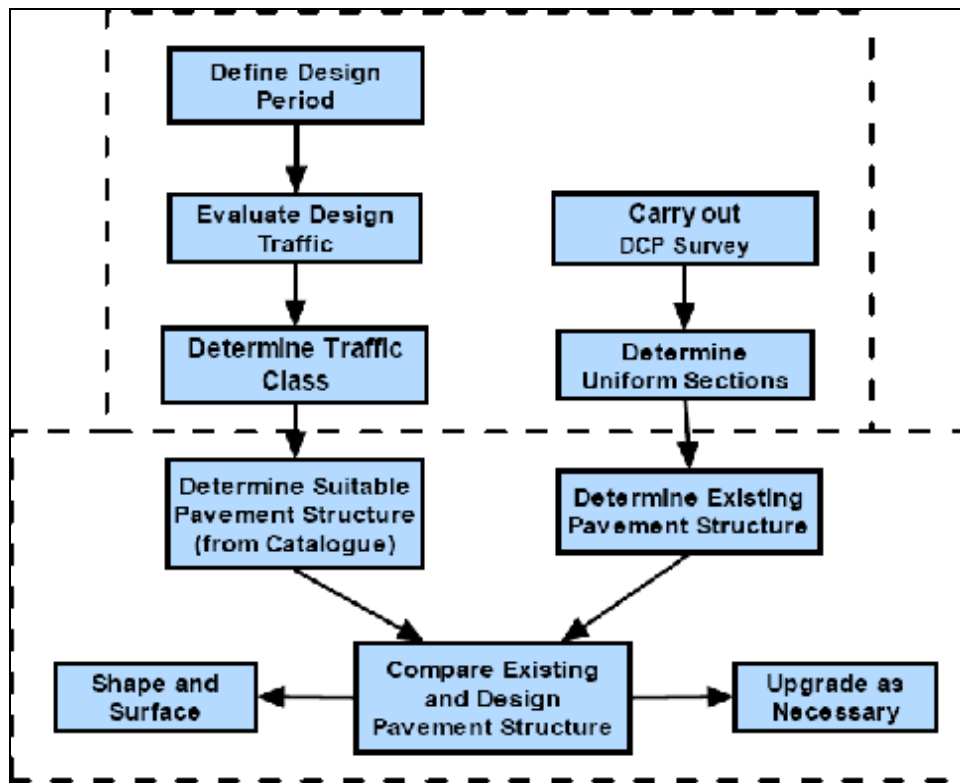 Define Design
Period
Evaluate Design
Traffic
Carry out
DCP Survey
Determine Traffic
Class
Determine
Uniform Sections
Determine Suitable
Pavement Structure
(from Catalogue)
Determine Existing
Pavement Structure
Shape and
Surface
Compare Existing
and Design
Pavement Structure
Upgrade as
Necessary